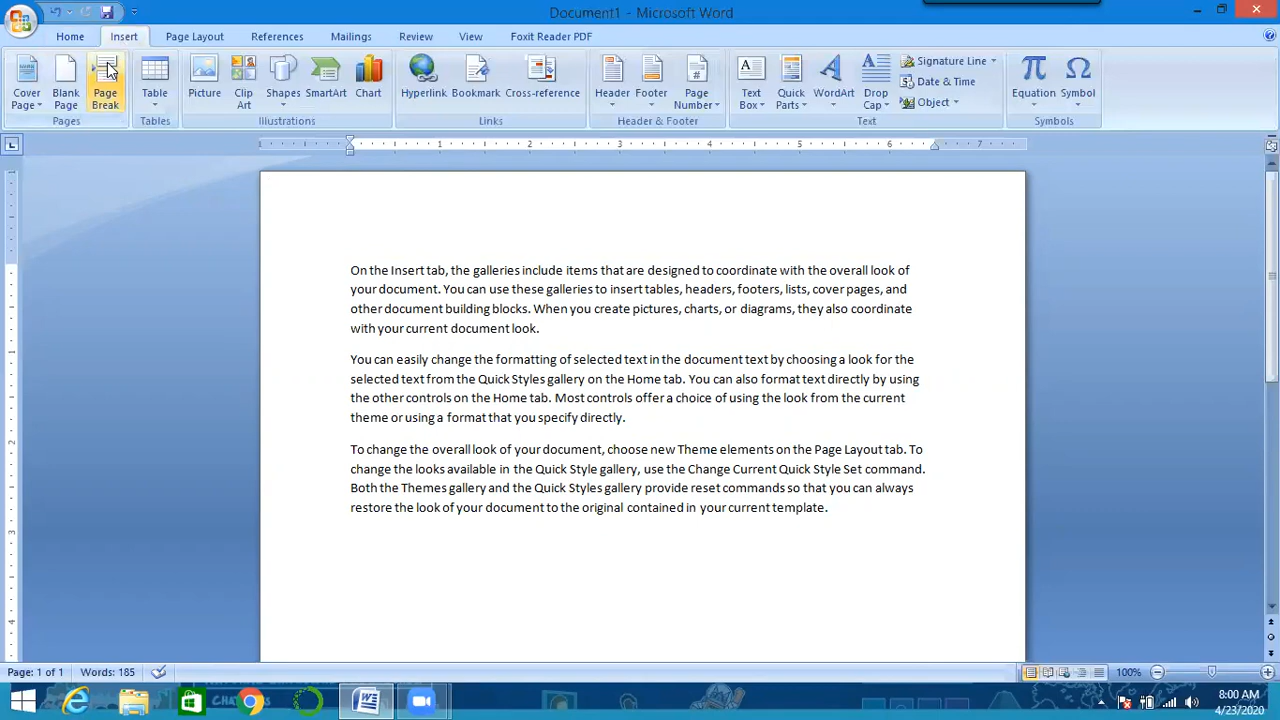 Document1 - Microsoft Word
Home Insert Page Layout References Mailings Review View Foxit Reader PDF
Cover Page
Blank Page
Page Break
Table
Picture
Clip Art
Shapes
SmartArt
Chart
Hyperlink
Bookmark
Cross-reference
Header
Footer
Page Number
Text Box
Quick Parts
WordArt
Drop Cap
Signature Line
Date & Time
Object
Equation
Symbol
Pages Tables Illustrations Links Header & Footer Text Symbols
1 2 3 4 5 6 7
On the Insert tab, the galleries include items that are designed to coordinate with the overall look of
your document. You can use these galleries to insert tables, headers, footers, lists, cover pages, and
other document building blocks. When you create pictures, charts, or diagrams, they also coordinate
with your current document look.
You can easily change the formatting of selected text in the document text by choosing a look for the
selected text from the Quick Styles gallery on the Home tab. You can also format text directly by using
the other controls on the Home tab. Most controls offer a choice of using the look from the current
theme or using a format that you specify directly.
To change the overall look of your document, choose new Theme elements on the Page Layout tab. To
change the looks available in the Quick Style gallery, use the Change Current Quick Style Set command.
Both the Themes gallery and the Quick Styles gallery provide reset commands so that you can always
restore the look of your document to the original contained in your current template.
Page: 1 of 1 Words: 185 100%
8:00 AM
4/23/2020